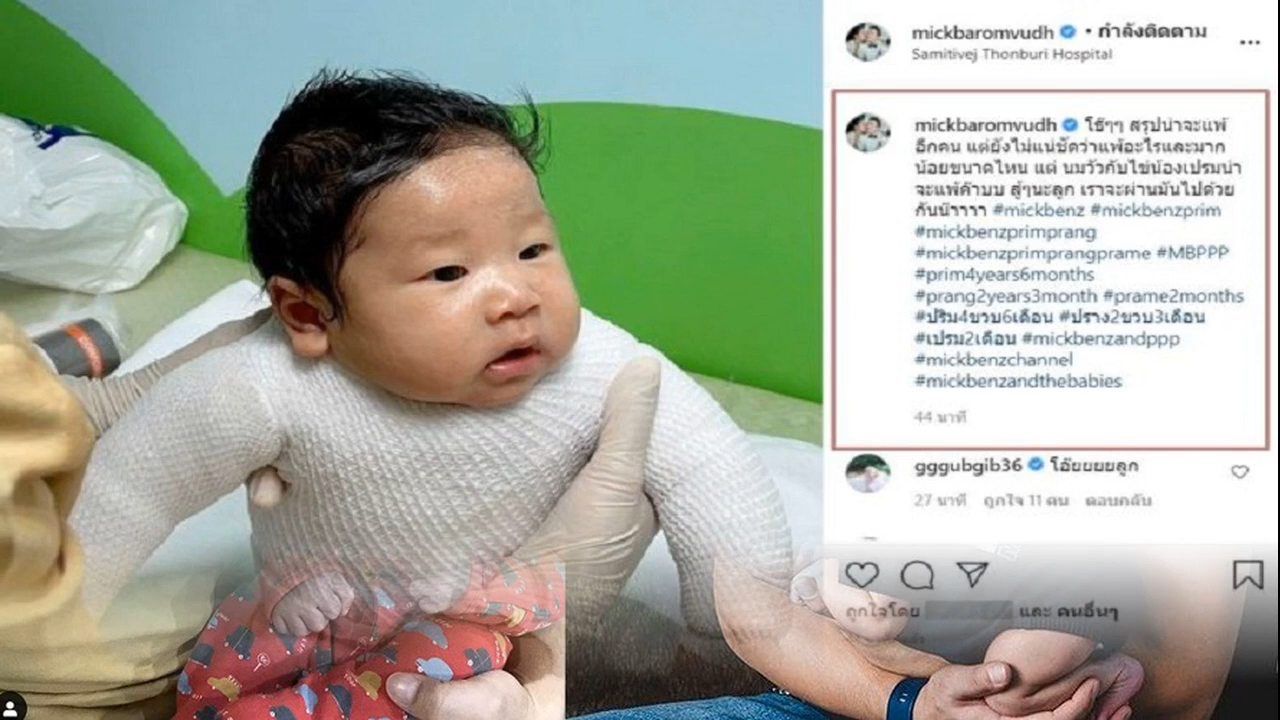 mickbaromvudh • กำลังติดตาม
Samitivej Thonburi Hospital
mickbaromvudh โธ๊ๆๆ สรุปน่าจะแพ้
อีกคน แต่ยังไม่แน่ชัดว่าแพ้อะไรและมาก
น้อยขนาดไหน แต่ นมวัวกับไข่น้องเปรมน่า
จะแพ้ค้าบบ สู้ๆนะลูก เราจะผ่านมันไปด้วย
กันน๊าาาา #mickbenz #mickbenzprim
#mickbenzprimprang
#mickbenzprimprangprame #MBPPP
#prim4years6months
#prang2years3month #prame2months
#ปริม4ขวบ6เดือน #ปราง2ขวบ3เดือน
#เปรม2เดือน #mickbenzandppp
#mickbenzchannel
#mickbenzandthebabies
44 นาที
gggubgib36 โอ๊ยยยยลูก
27 นาที ถูกใจ 11 คน ตอบกลับ
ถูกใจโดย และ คนอื่นๆ